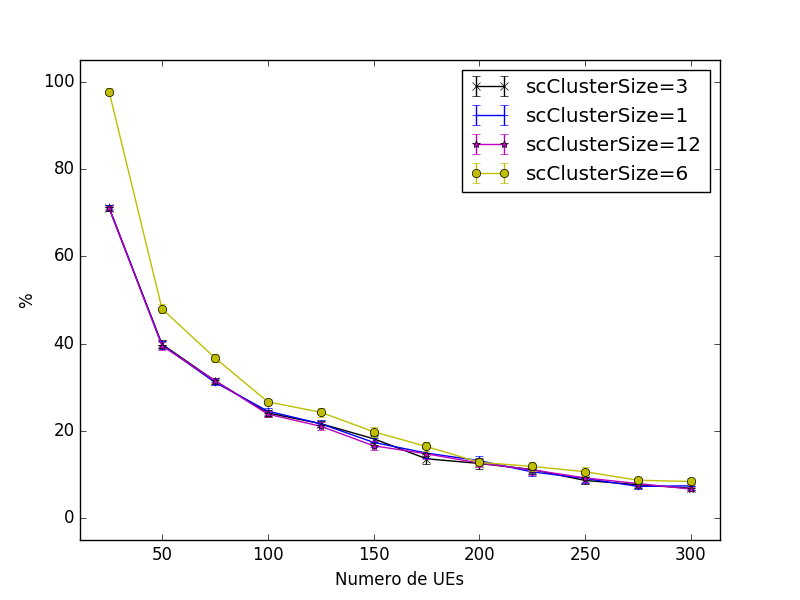 100
80
60
40
20
0
%
scClusterSize=3
scClusterSize=1
scClusterSize=12
scClusterSize=6
50 100 150 200 250 300
Numero de UEs